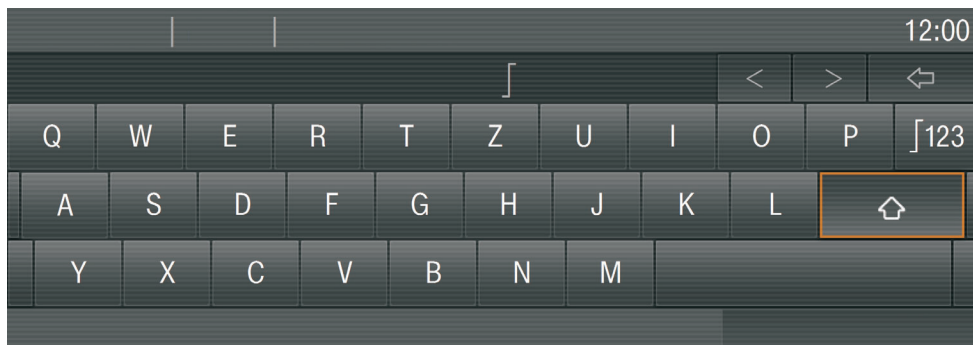 12:00
< >
Q W E R T Z U I O P 123
A S D F G H J K L
Y X C V B N M